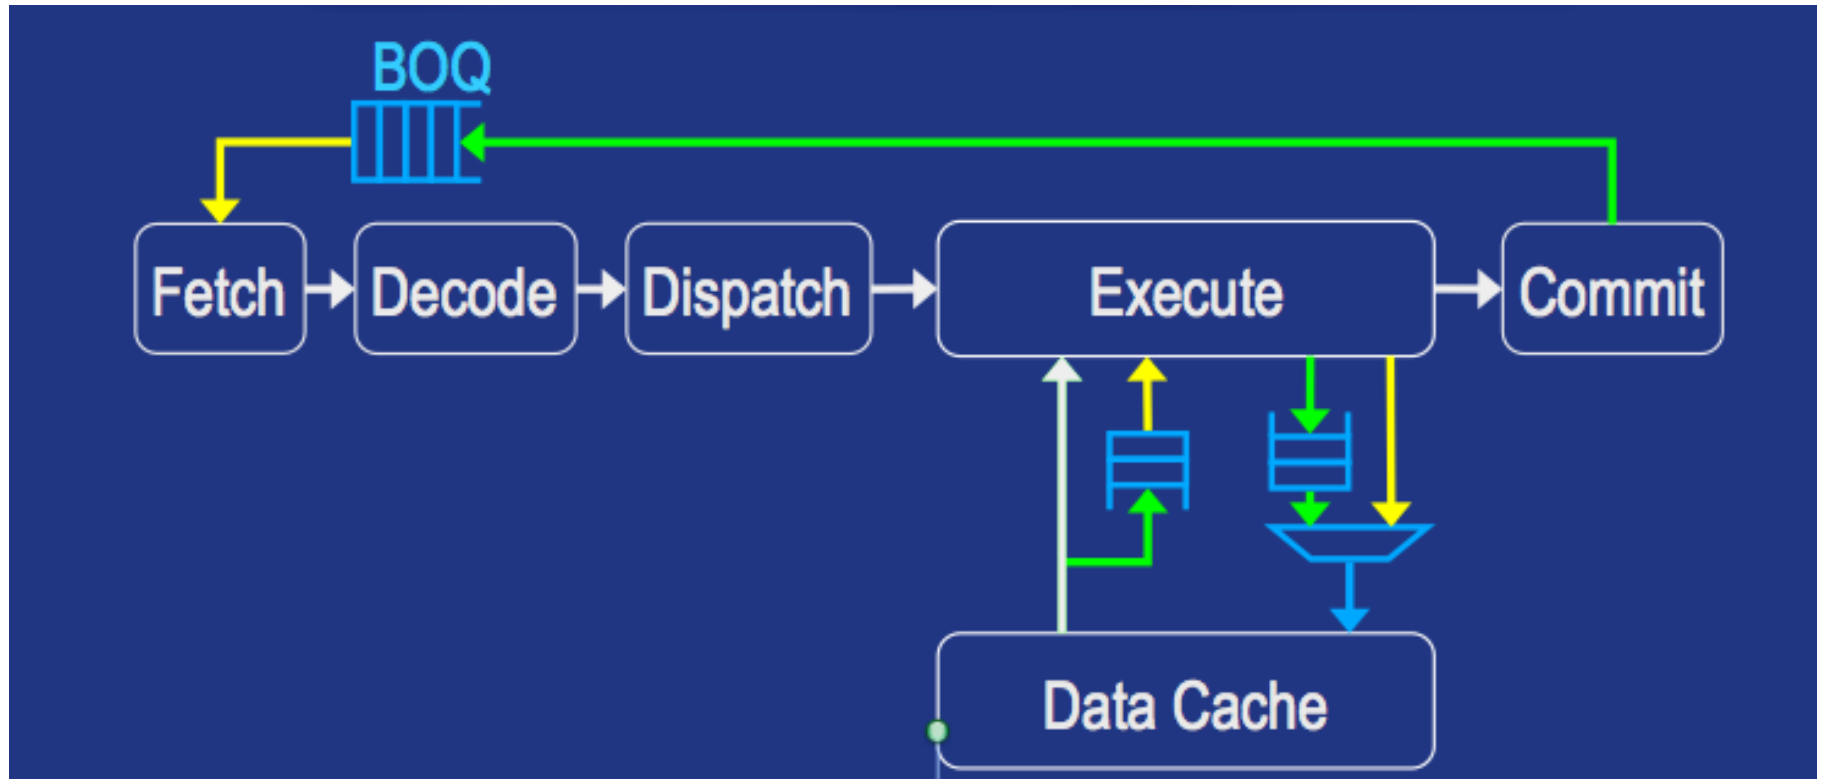 BOQ
Fetch
Decode
Dispatch
Execute
Commit
Data Cache